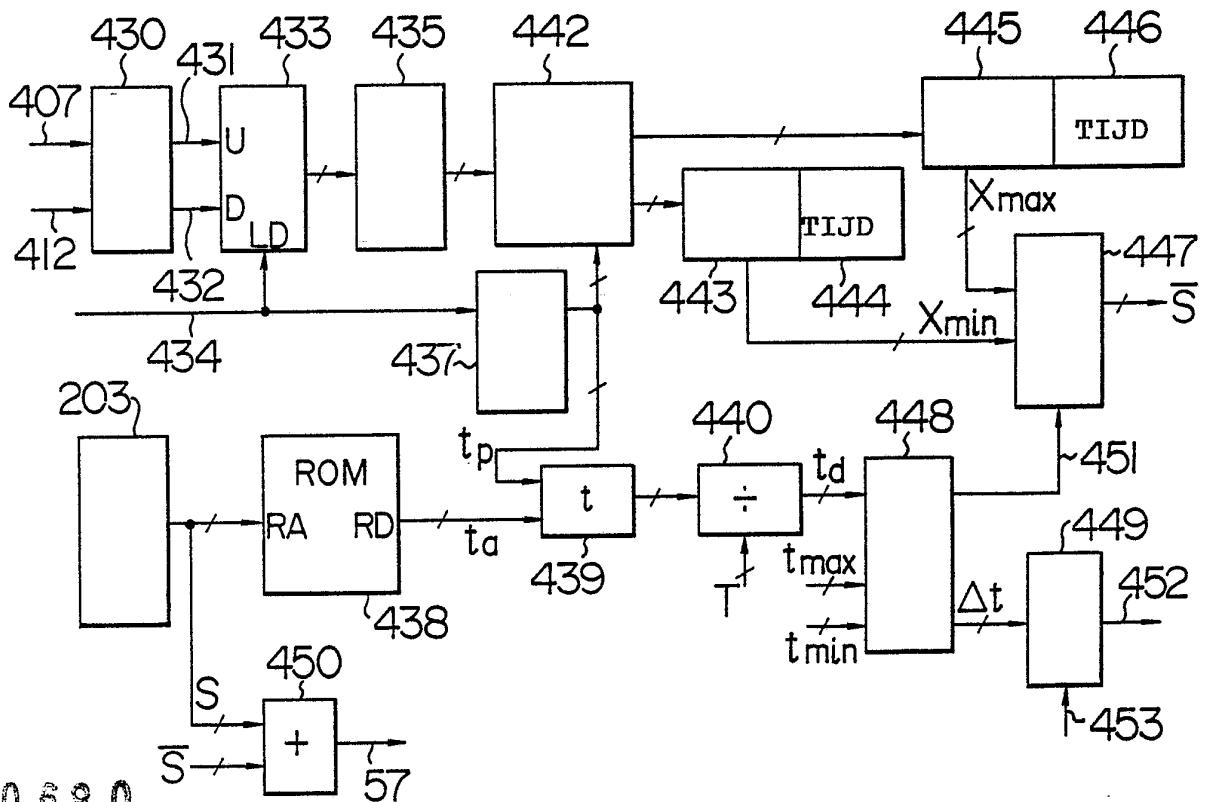 430
433
435
442
445
446
407
431
U
TIJD
D
LD
412
432
434
437
443
TIJD
444
Xmax
Xmin
447
S̅
203
ROM
RA
RD
438
tp
ta
t
439
440
÷
td
T
448
tmax
tmin
451
Δt
449
452
453
450
S
S̅
+
57